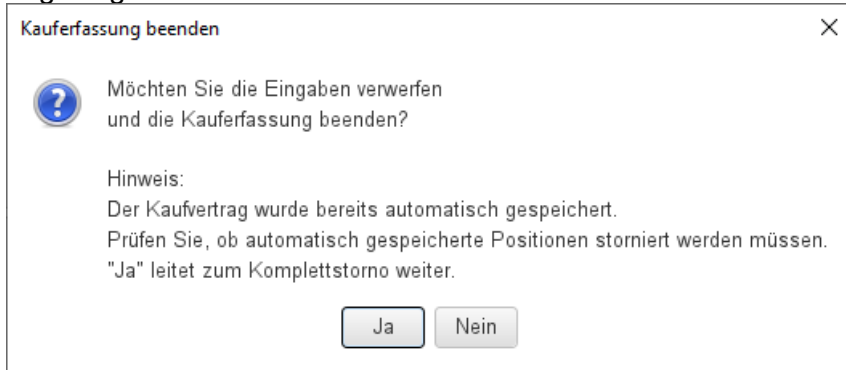 Kauferfassung beenden
Möchten Sie die Eingaben verwerfen
und die Kauferfassung beenden?
Hinweis:
Der Kaufvertrag wurde bereits automatisch gespeichert.
Prüfen Sie, ob automatisch gespeicherte Positionen storniert werden müssen.
"Ja" leitet zum Komplettstorno weiter.
Ja
Nein